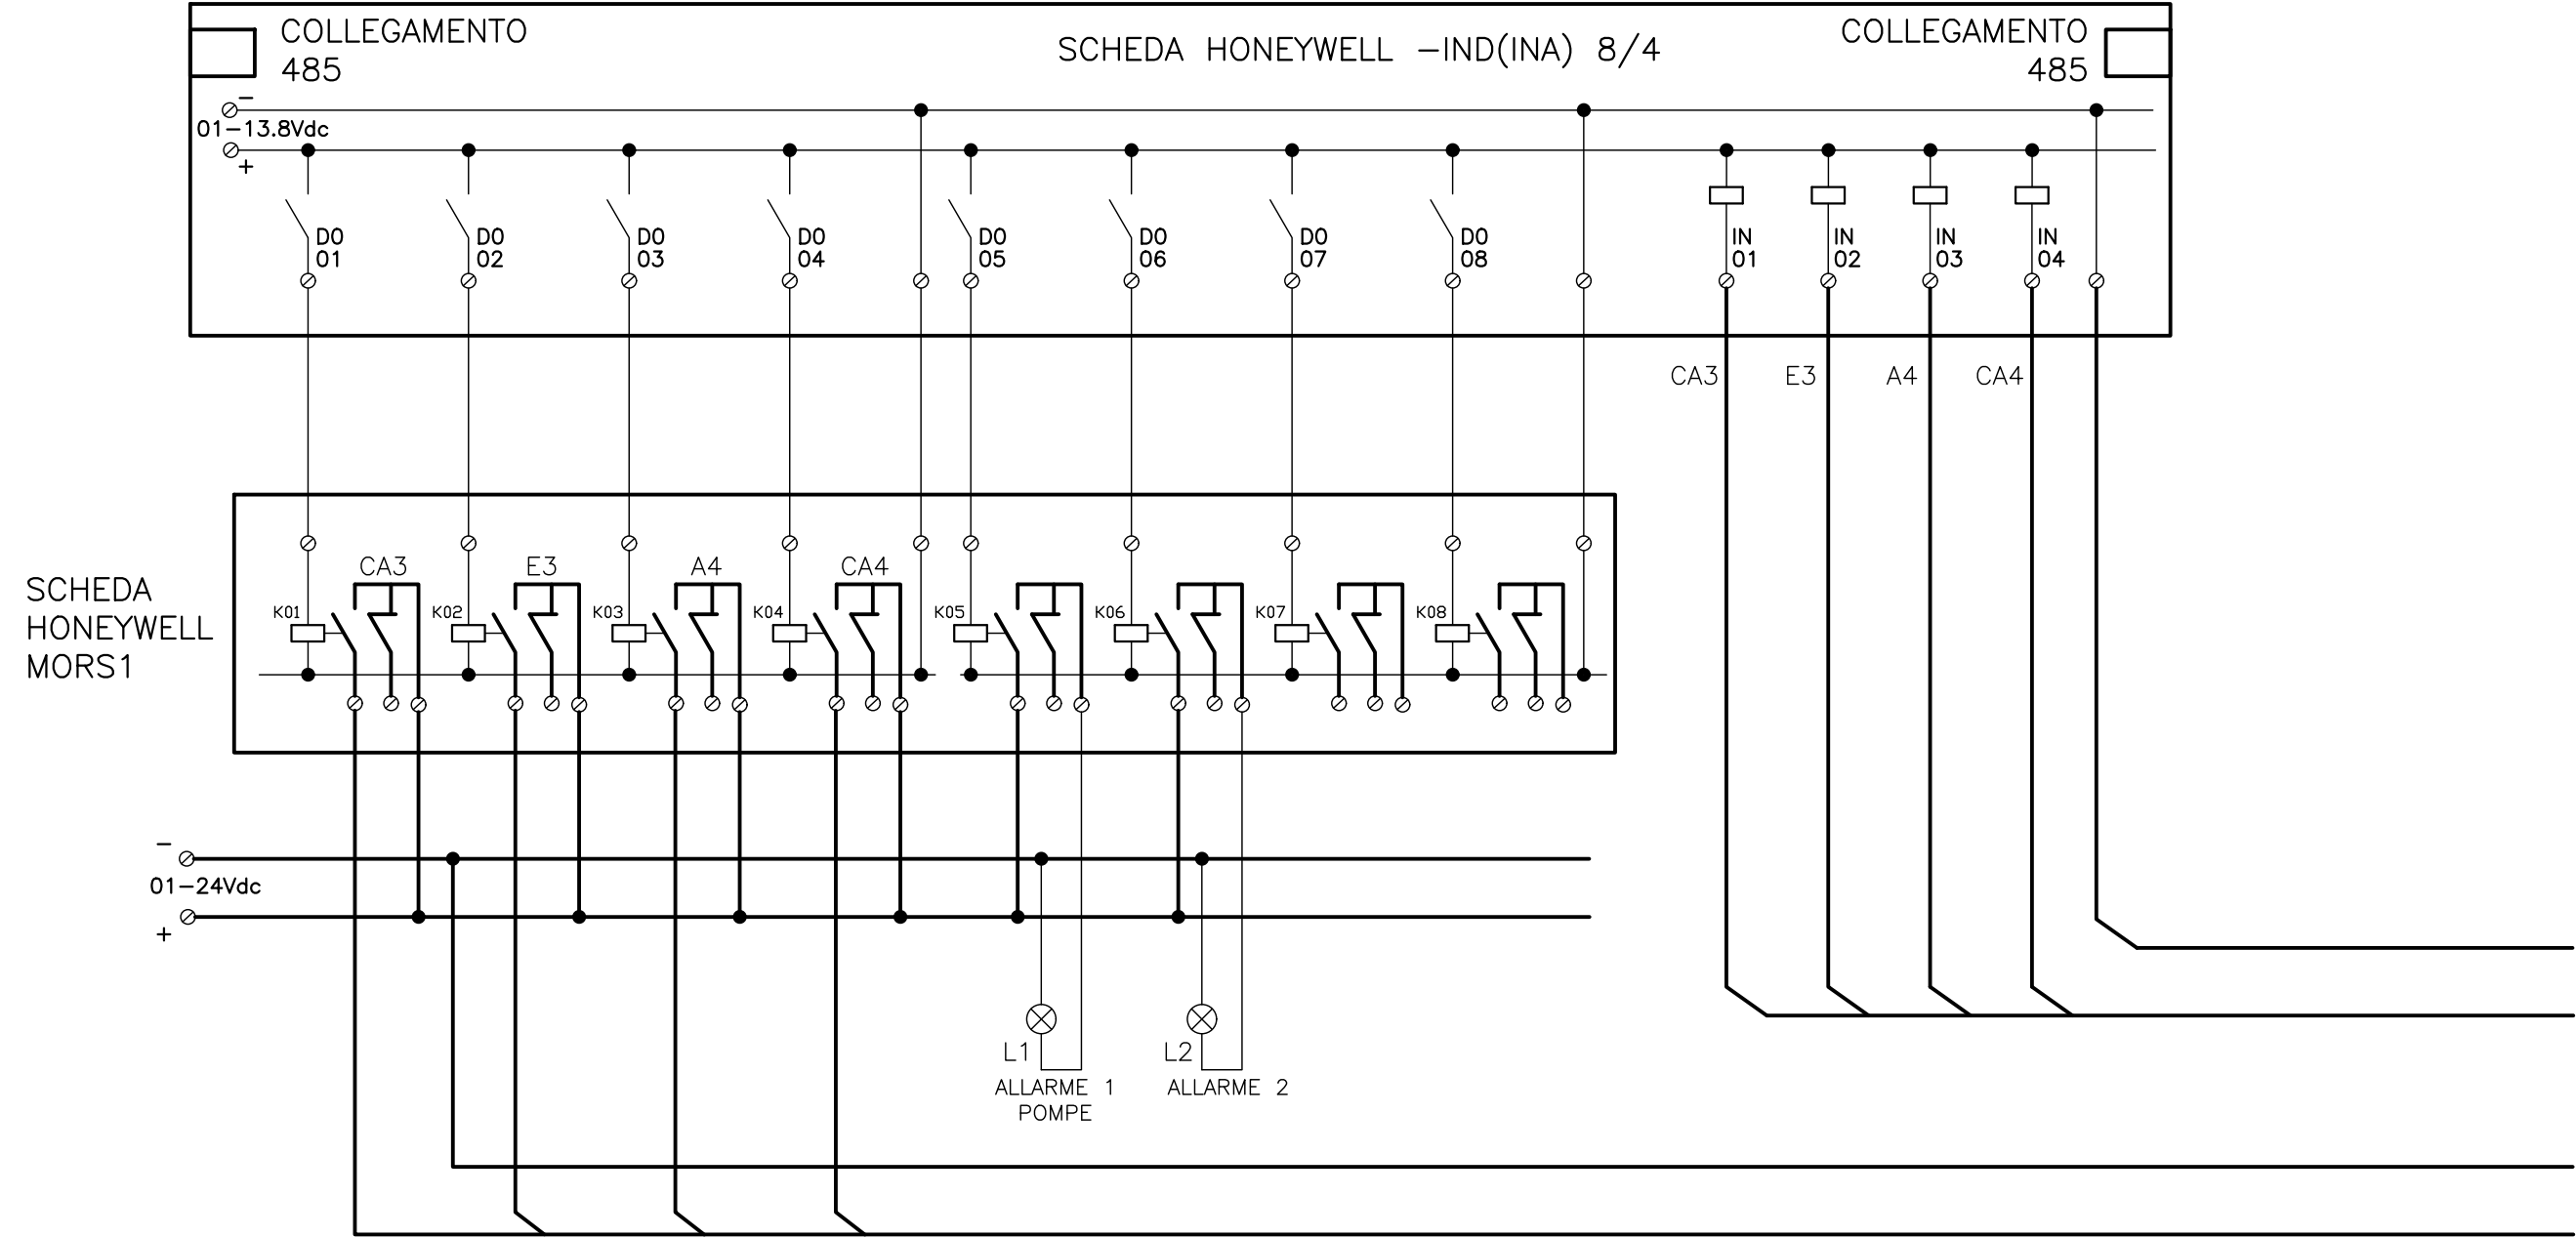 COLLEGAMENTO
485
SCHEDA HONEYWELL -IND(INA) 8/4
COLLEGAMENTO
485
-
01-13.8Vdc
+
DO
01
DO
02
DO
03
DO
04
DO
05
DO
06
DO
07
DO
08
IN
01
IN
02
IN
03
IN
04
CA3
E3
A4
CA4
SCHEDA
HONEYWELL
MORS1
CA3
E3
A4
CA4
K01
K02
K03
K04
K05
K06
K07
K08
-
01-24Vdc
+
L1
ALLARME 1
POMPE
L2
ALLARME 2